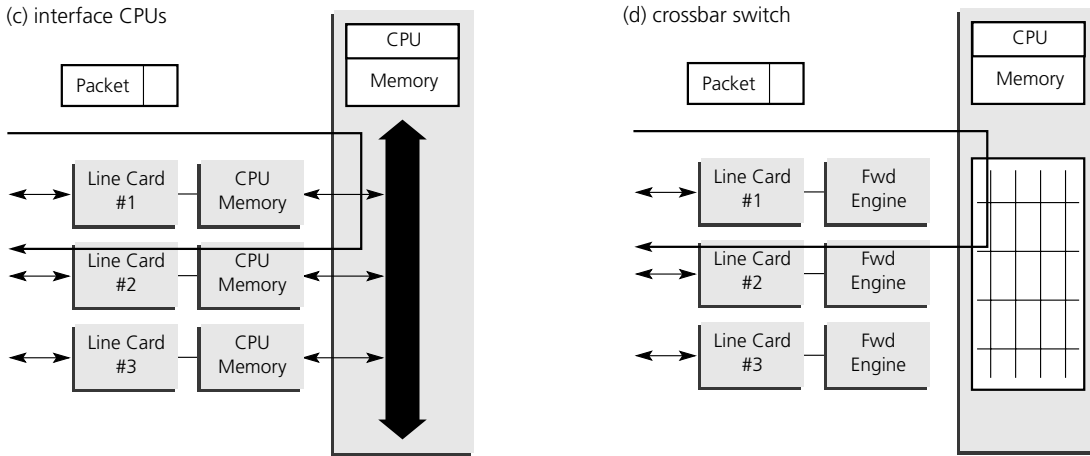 (c) interface CPUs
CPU
Memory
Packet
Line Card
#1
CPU
Memory
Line Card
#2
CPU
Memory
Line Card
#3
CPU
Memory
(d) crossbar switch
CPU
Memory
Packet
Line Card
#1
Fwd
Engine
Line Card
#2
Fwd
Engine
Line Card
#3
Fwd
Engine